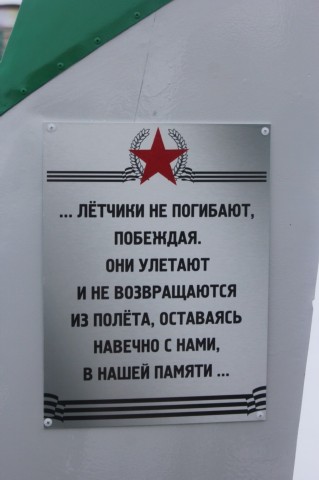 ... ЛЁТЧИКИ НЕ ПОГИБАЮТ,
ПОБЕЖДАЯ.
ОНИ УЛЕТАЮТ
И НЕ ВОЗВРАЩАЮТСЯ
ИЗ ПОЛЁТА, ОСТАВАЯСЬ
НАВЕЧНО С НАМИ,
В НАШЕЙ ПАМЯТИ ...